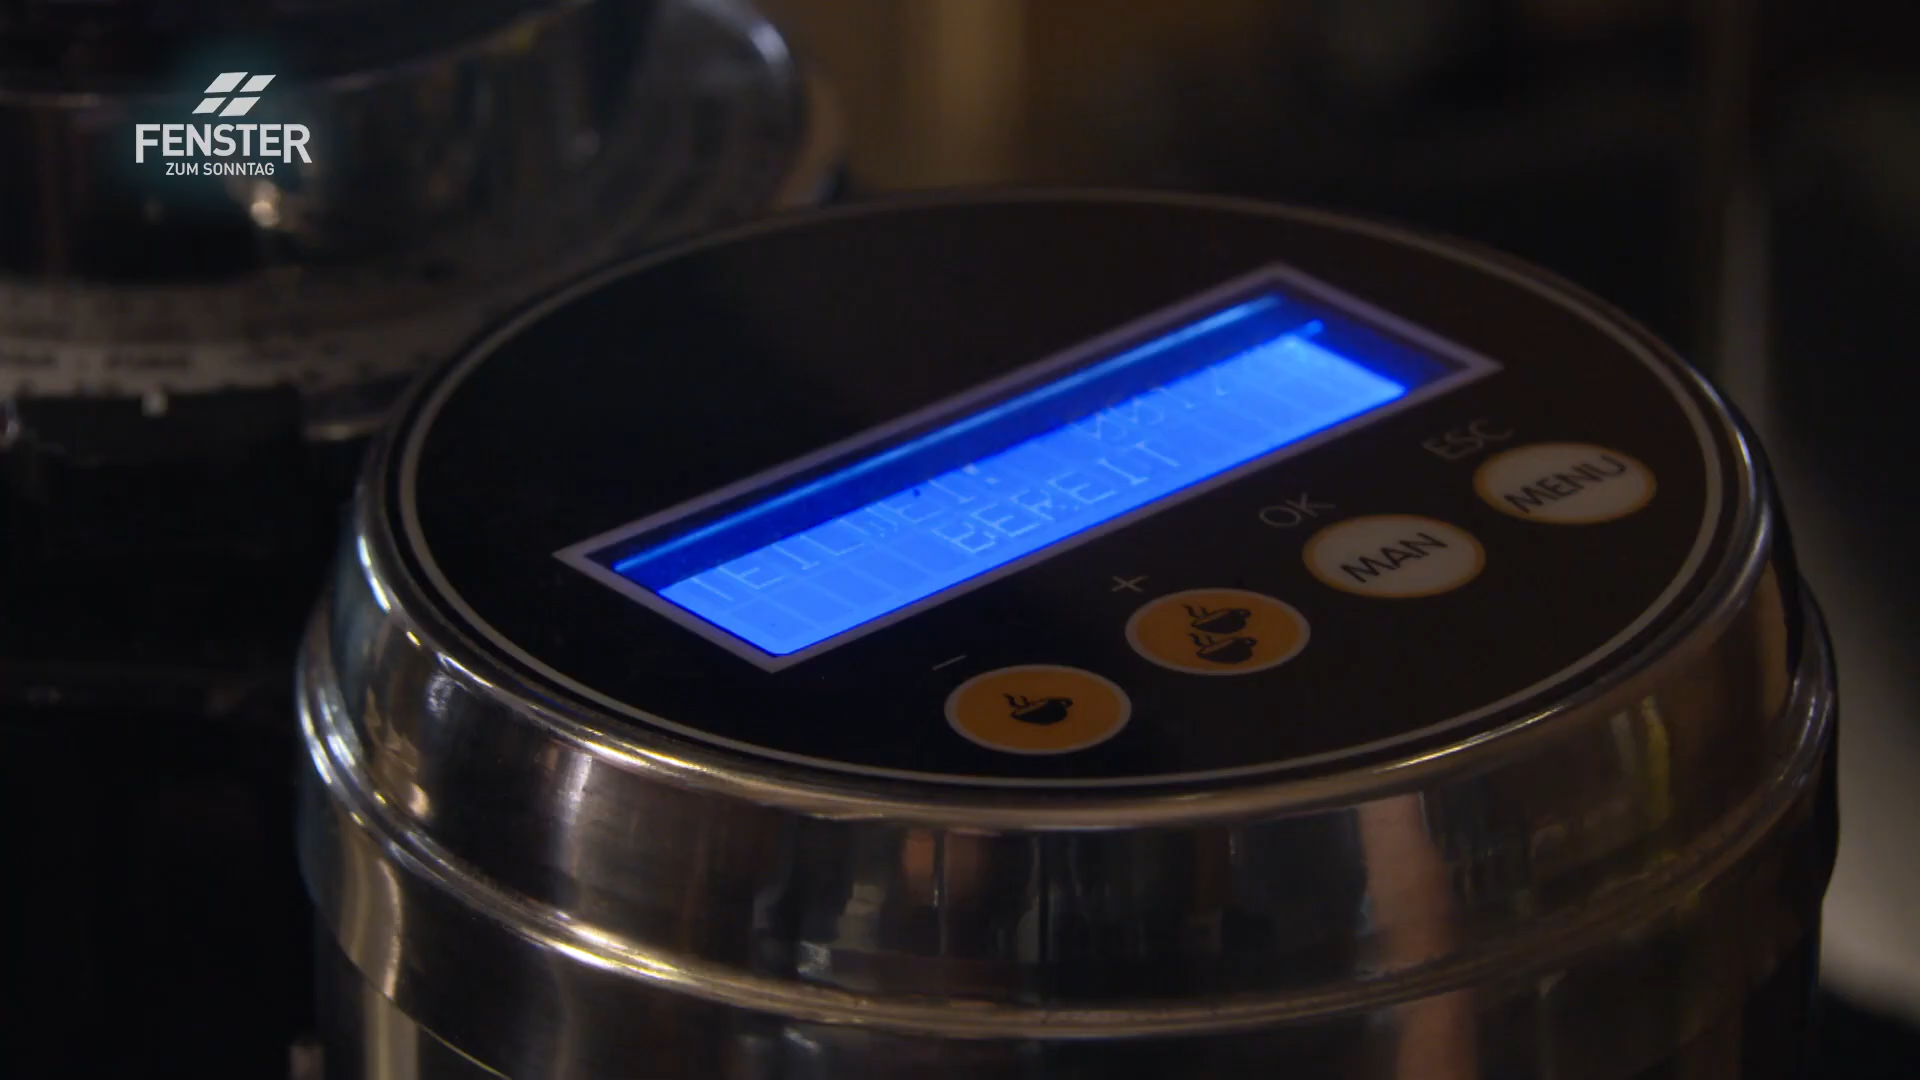 FENSTER
ZUM SONNTAG
BEREIT
ESC
MENU
OK
MAN
+
-